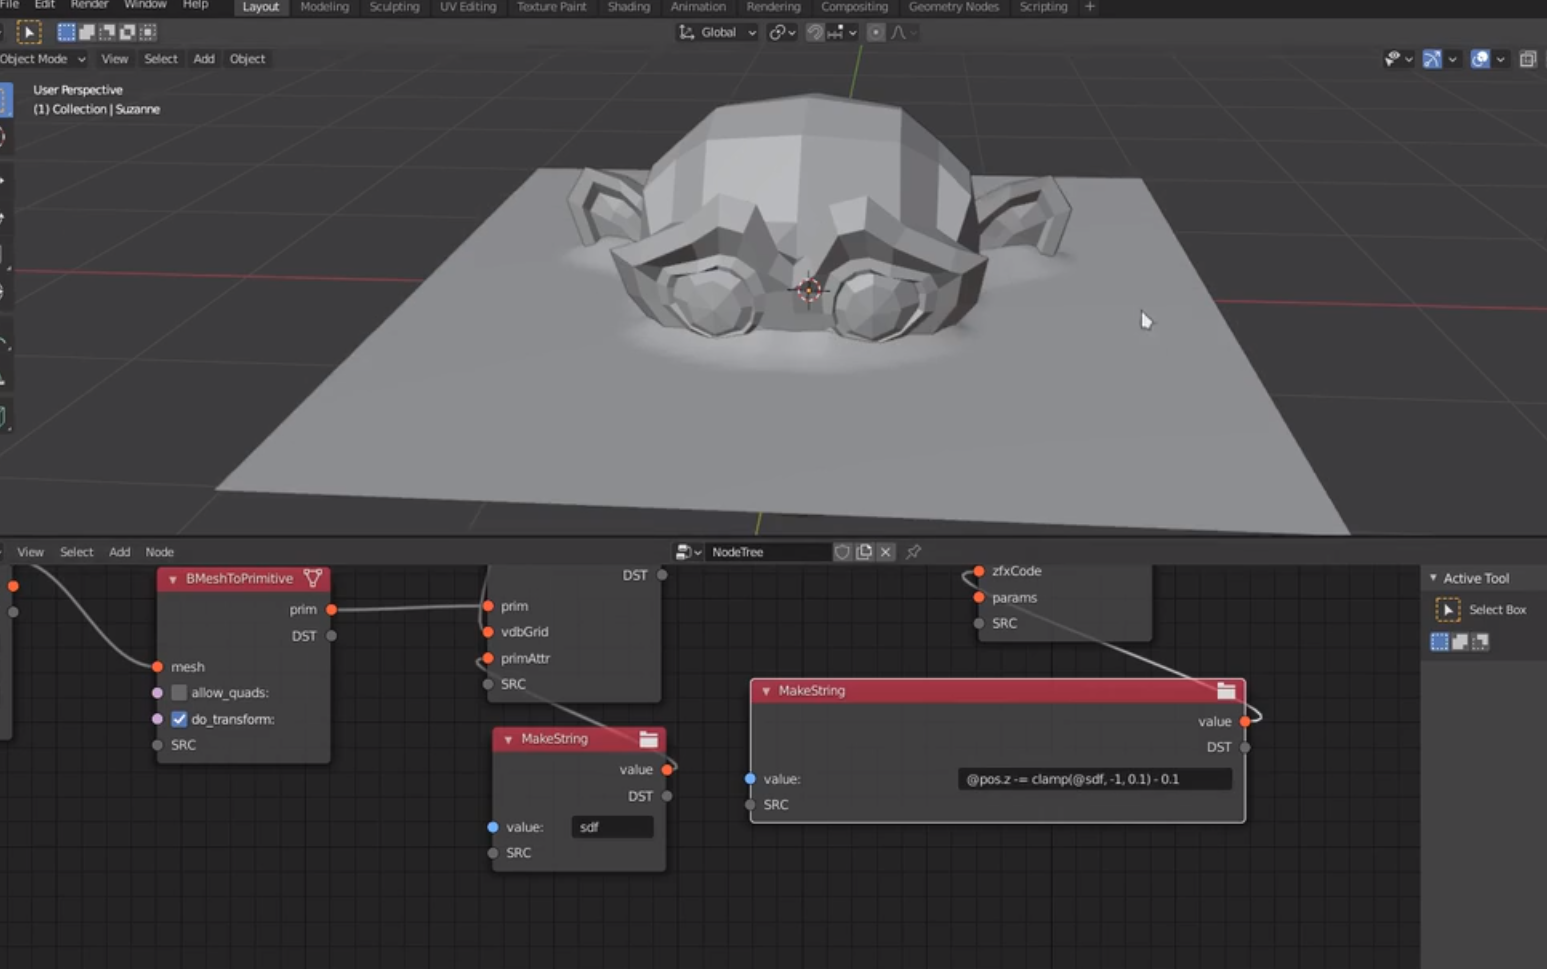 File Edit Render Window Help Layout Modeling Sculpting UV Editing Texture Paint Shading Animation Rendering Compositing Geometry Nodes Scripting +
Global
Object Mode View Select Add Object
User Perspective
(1) Collection | Suzanne
View Select Add Node NodeTree
BMeshToPrimitive
prim
DST
mesh
allow_quads:
do_transform:
SRC
DST
prim
vdbGrid
primAttr
SRC
MakeString
value
DST
value: sdf
SRC
zfxCode
params
SRC
MakeString
value
DST
value: @pos.z -= clamp(@sdf, -1, 0.1) - 0.1
SRC
Active Tool
Select Box